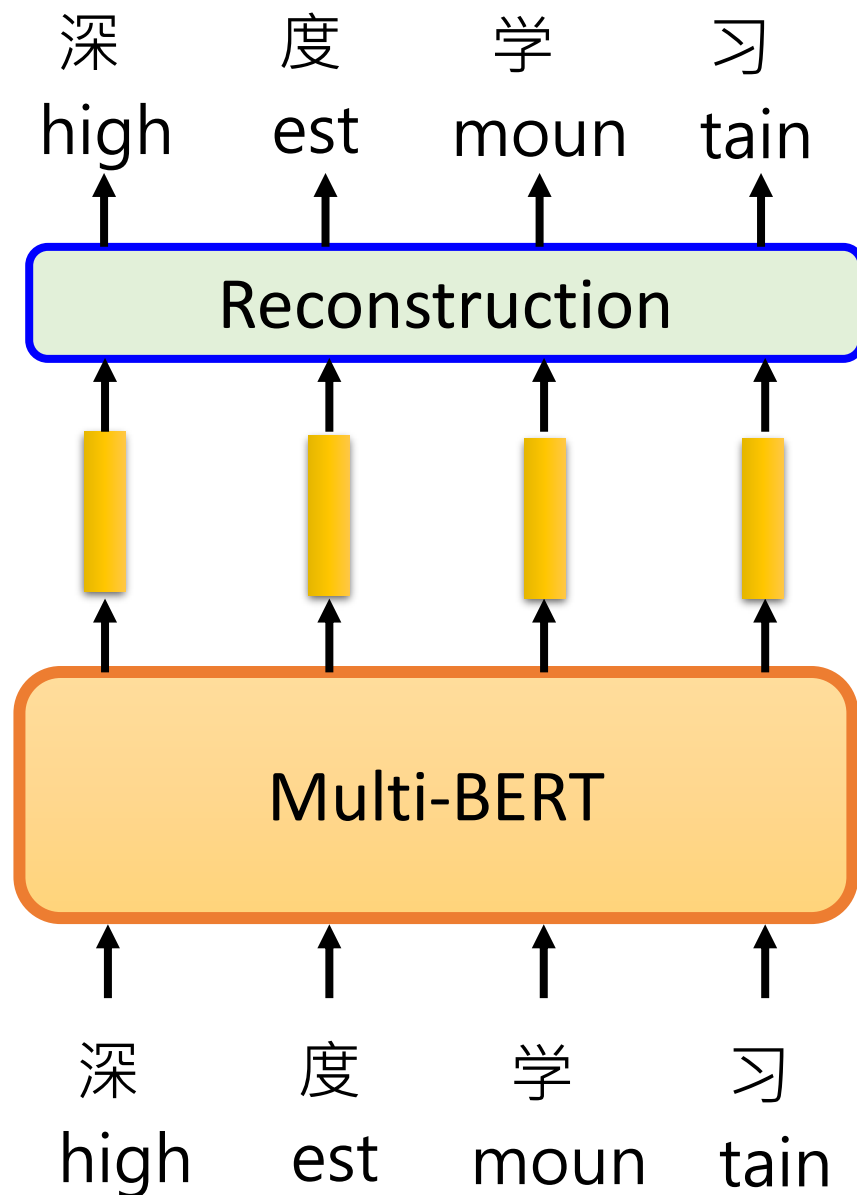 深 度 学 习
high est moun tain
Reconstruction
Multi-BERT
深 度 学 习
high est moun tain